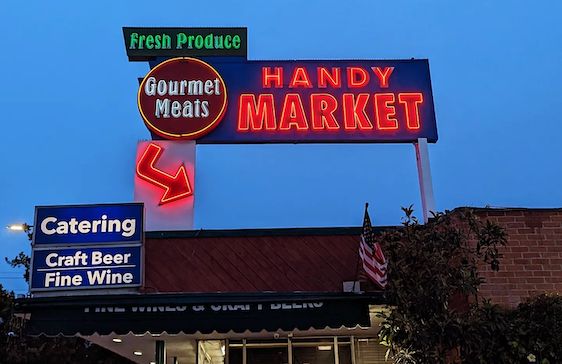 Fresh Produce
Gourmet
Meats
HANDY
MARKET
Catering
Craft Beer
Fine Wine
FINE WINES & CRAFT BEERS